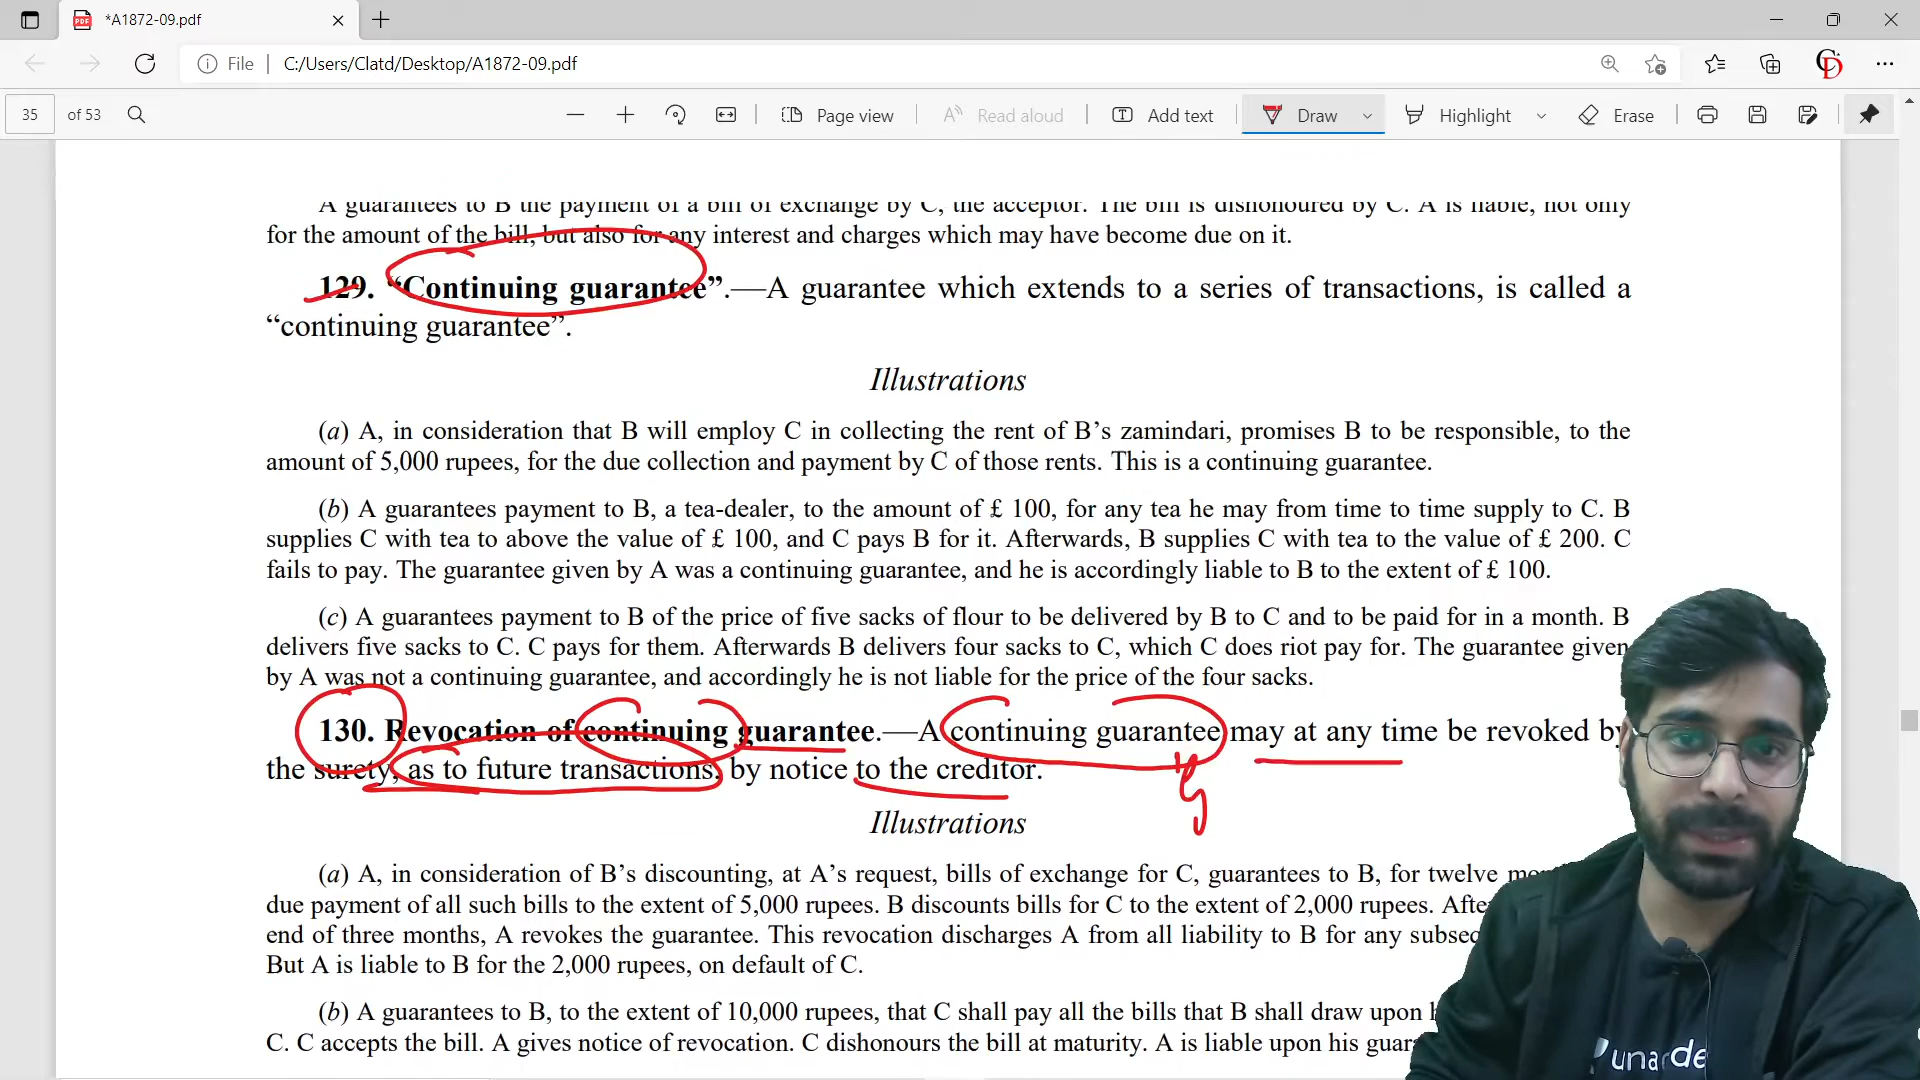 *A1872-09.pdf
File
C:/Users/Clatd/Desktop/A1872-09.pdf
35 of 53
Page view
Read aloud
Add text
Draw
Highlight
Erase
A guarantees to B the payment of a bill of exchange by C, the acceptor. The bill is dishonoured by C. A is liable, not only
for the amount of the bill, but also for any interest and charges which may have become due on it.
129. “Continuing guarantee”.—A guarantee which extends to a series of transactions, is called a
“continuing guarantee”.
Illustrations
(a) A, in consideration that B will employ C in collecting the rent of B’s zamindari, promises B to be responsible, to the
amount of 5,000 rupees, for the due collection and payment by C of those rents. This is a continuing guarantee.
(b) A guarantees payment to B, a tea-dealer, to the amount of £ 100, for any tea he may from time to time supply to C. B
supplies C with tea to above the value of £ 100, and C pays B for it. Afterwards, B supplies C with tea to the value of £ 200. C
fails to pay. The guarantee given by A was a continuing guarantee, and he is accordingly liable to B to the extent of £ 100.
(c) A guarantees payment to B of the price of five sacks of flour to be delivered by B to C and to be paid for in a month. B
delivers five sacks to C. C pays for them. Afterwards B delivers four sacks to C, which C does riot pay for. The guarantee given
by A was not a continuing guarantee, and accordingly he is not liable for the price of the four sacks.
130. Revocation of continuing guarantee.—A continuing guarantee may at any time be revoked by
the surety, as to future transactions, by notice to the creditor.
Illustrations
(a) A, in consideration of B’s discounting, at A’s request, bills of exchange for C, guarantees to B, for twelve
due payment of all such bills to the extent of 5,000 rupees. B discounts bills for C to the extent of 2,000 rupees.
end of three months, A revokes the guarantee. This revocation discharges A from all liability to B for any
But A is liable to B for the 2,000 rupees, on default of C.
(b) A guarantees to B, to the extent of 10,000 rupees, that C shall pay all the bills that B shall draw upon
C. C accepts the bill. A gives notice of revocation. C dishonours the bill at maturity. A is liable upon his